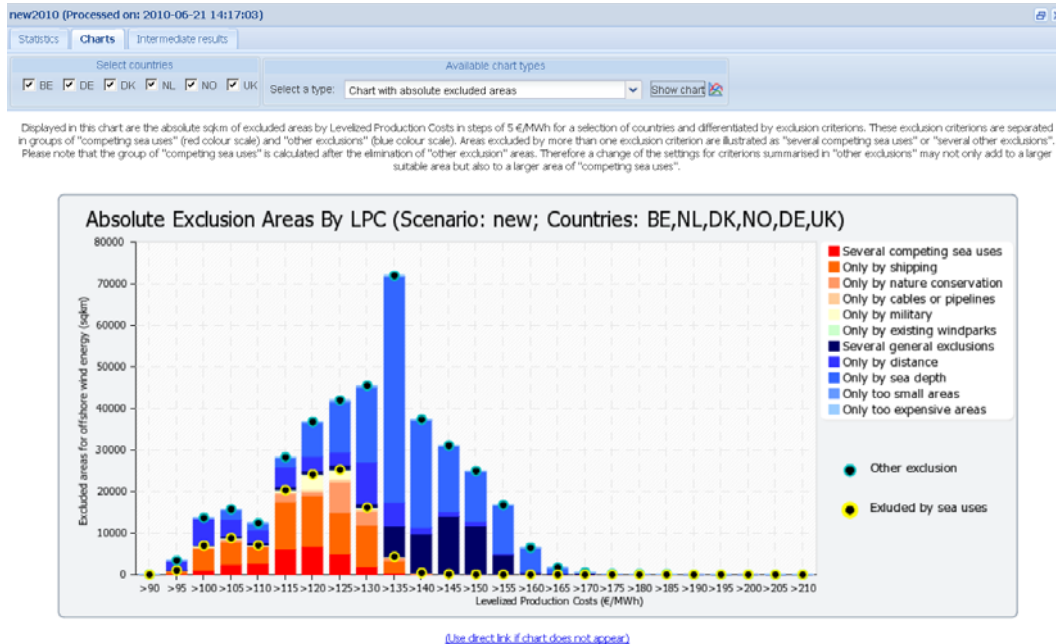 new2010 (Processed on: 2010-06-21 14:17:03)
Statistics Charts Intermediate results
Select countries Available chart types
BE DE DK NL NO UK Select a type: Chart with absolute excluded areas Show chart
Displayed in this chart are the absolute sqkm of excluded areas by Levelized Production Costs in steps of 5 €/MWh for a selection of countries and differentiated by exclusion criterions. These exclusion criterions are separated
in groups of "competing sea uses" (red colour scale) and "other exclusions" (blue colour scale). Areas excluded by more than one exclusion criterion are illustrated as "several competing sea uses" or "several other exclusions".
Please note that the group of "competing sea uses" is calculated after the elimination of "other exclusion" areas. Therefore a change of the settings for criterions summarised in "other exclusions" may not only add to a larger
suitable area but also to a larger area of "competing sea uses".
Absolute Exclusion Areas By LPC (Scenario: new; Countries: BE,NL,DK,NO,DE,UK)
Excluded areas for offshore wind energy (sqkm)
80000
70000
60000
50000
40000
30000
20000
10000
0
>90 >95 >100 >105 >110 >115 >120 >125 >130 >135 >140 >145 >150 >155 >160 >165 >170 >175 >180 >185 >190 >195 >200 >205 >210
Levelized Production Costs (€/MWh)
Several competing sea uses
Only by shipping
Only by nature conservation
Only by cables or pipelines
Only by military
Only by existing windparks
Several general exclusions
Only by distance
Only by sea depth
Only too small areas
Only too expensive areas
Other exclusion
Exluded by sea uses
(Use direct link if chart does not appear)